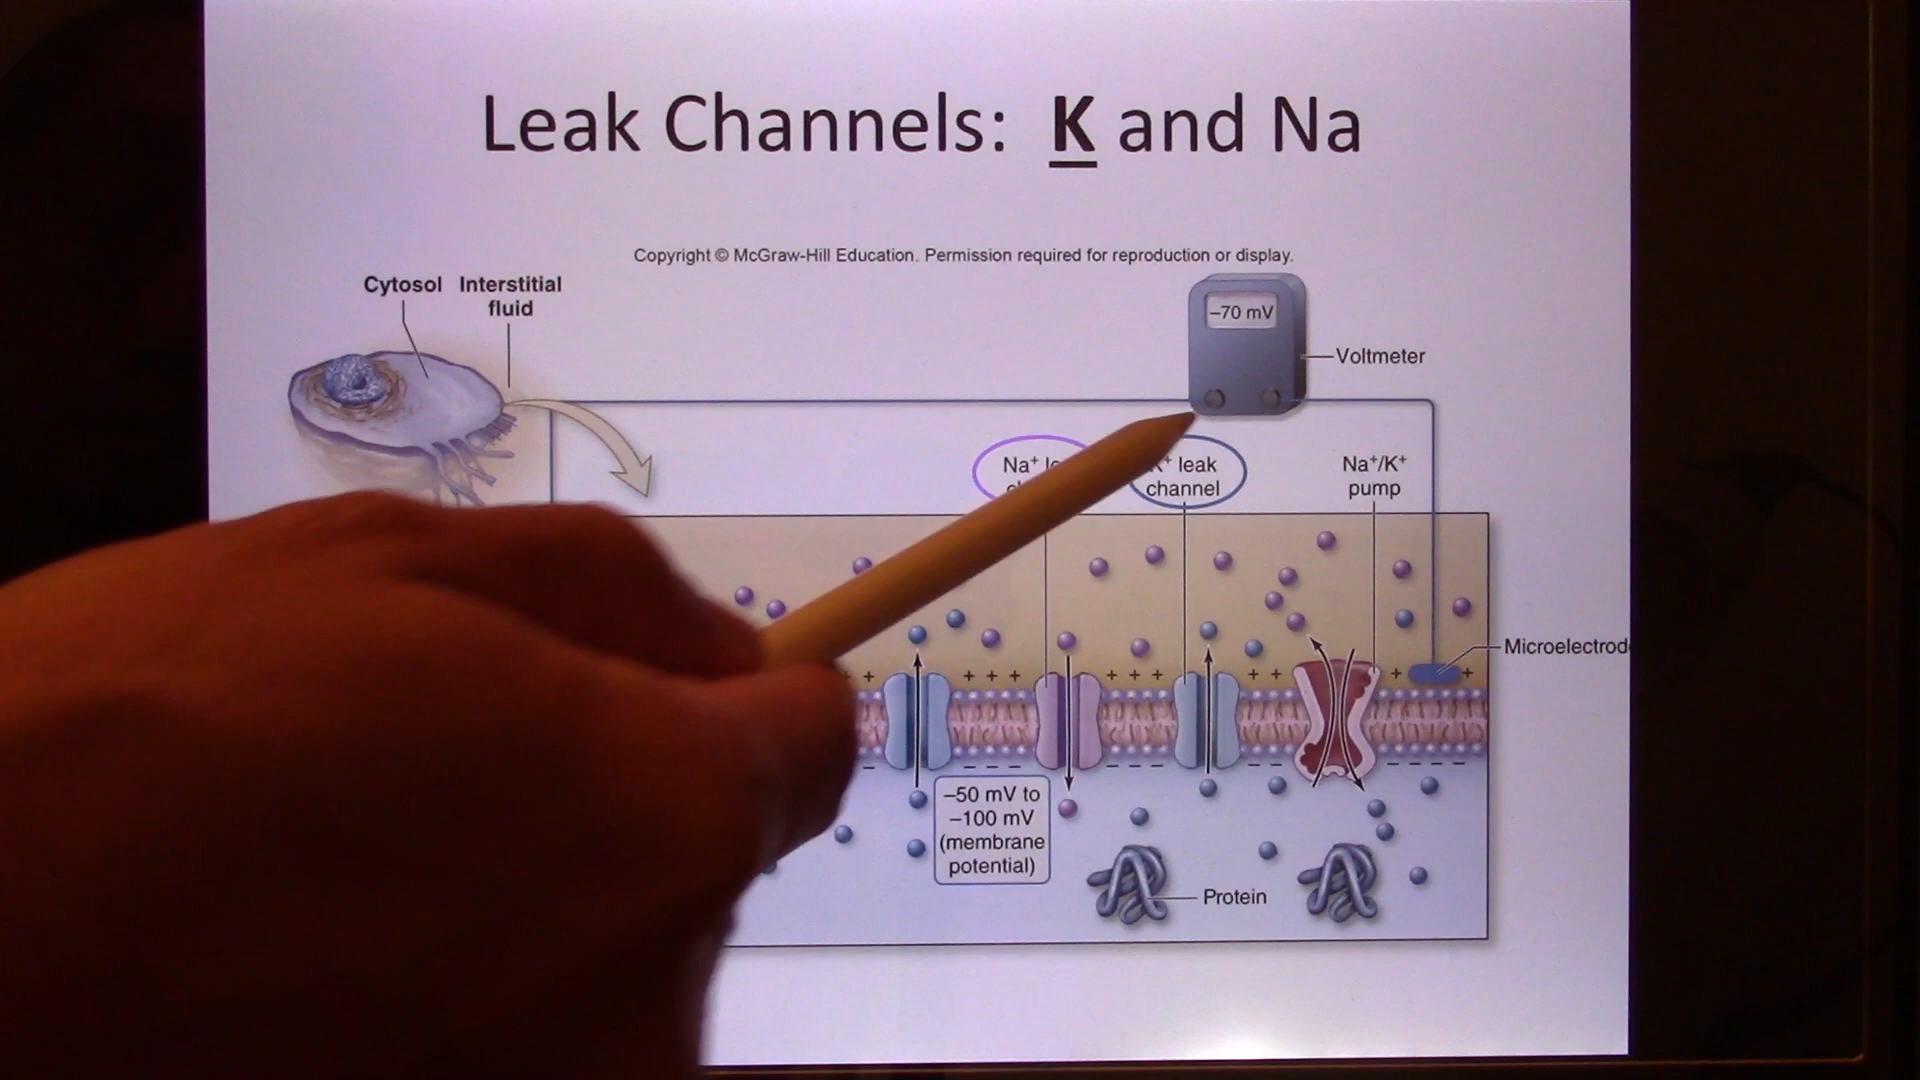 Leak Channels: K and Na
Copyright © McGraw-Hill Education. Permission required for reproduction or display.
Cytosol
Interstitial
fluid
–70 mV
Voltmeter
Na⁺
K⁺ leak
channel
Na⁺/K⁺
pump
Microelectrod
–50 mV to
–100 mV
(membrane
potential)
Protein